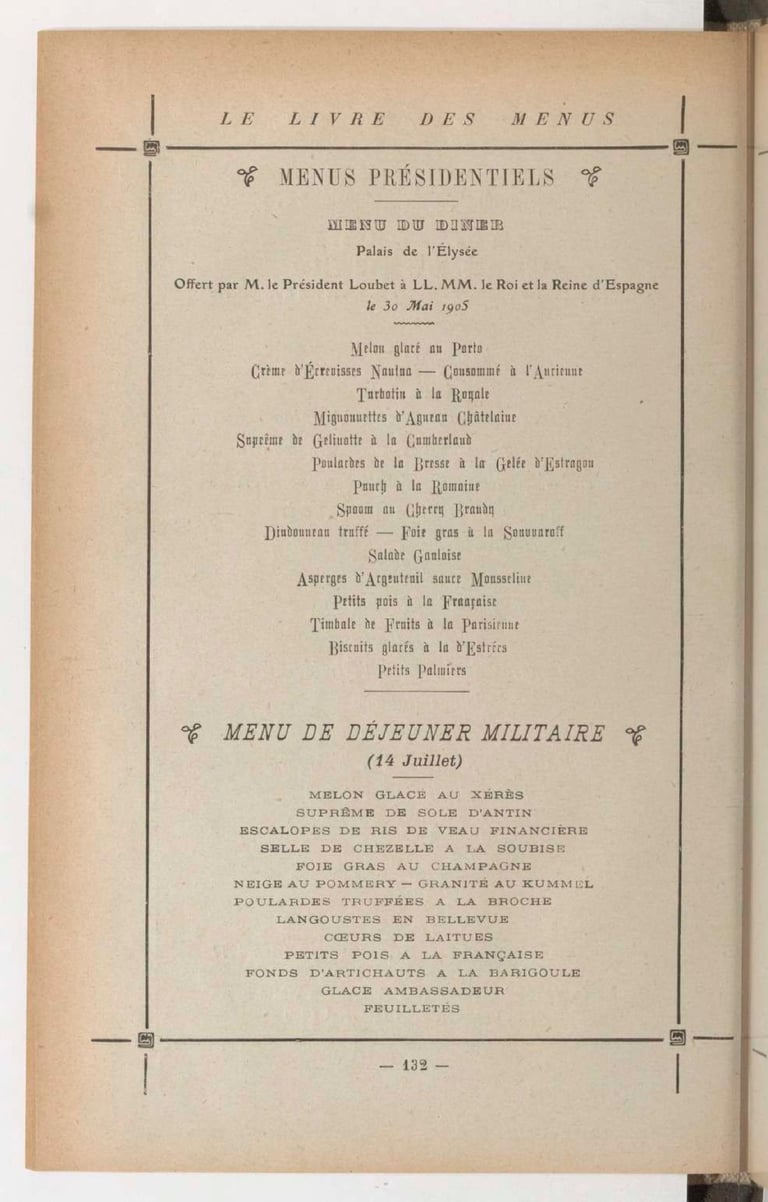 LE LIVRE DES MENUS
MENUS PRÉSIDENTIELS
MENU DU DINER
Palais de l'Élysée
Offert par M. le Président Loubet à LL. MM. le Roi et la Reine d'Espagne
le 30 Mai 1905
Melon glacé au Porto
Crème d'Écrevisses Nantua — Consommé à l'Ancienne
Turbotin à la Royale
Mignonnettes d'Agneau Châtelaine
Suprême de Gelinotte à la Cumberland
Poulardes de la Bresse à la Gelée d'Estragon
Punch à la Romaine
Spoom au Cherry Brandy
Dindonneau truffé — Foie gras à la Souvaroff
Salade Gauloise
Asperges d'Argenteuil sauce Mousseline
Petits pois à la Française
Timbale de Fruits à la Parisienne
Biscuits glacés à la d'Estrées
Petits Palmiers
MENU DE DÉJEUNER MILITAIRE
(14 Juillet)
MELON GLACÉ AU XÉRÈS
SUPRÊME DE SOLE D'ANTIN
ESCALOPES DE RIS DE VEAU FINANCIÈRE
SELLE DE CHEZELLE A LA SOUBISE
FOIE GRAS AU CHAMPAGNE
NEIGE AU POMMERY — GRANITÉ AU KUMMEL
POULARDES TRUFFÉES A LA BROCHE
LANGOUSTES EN BELLEVUE
CŒURS DE LAITUES
PETITS POIS A LA FRANÇAISE
FONDS D'ARTICHAUTS A LA BARIGOULE
GLACE AMBASSADEUR
FEUILLETÉS
— 132 —